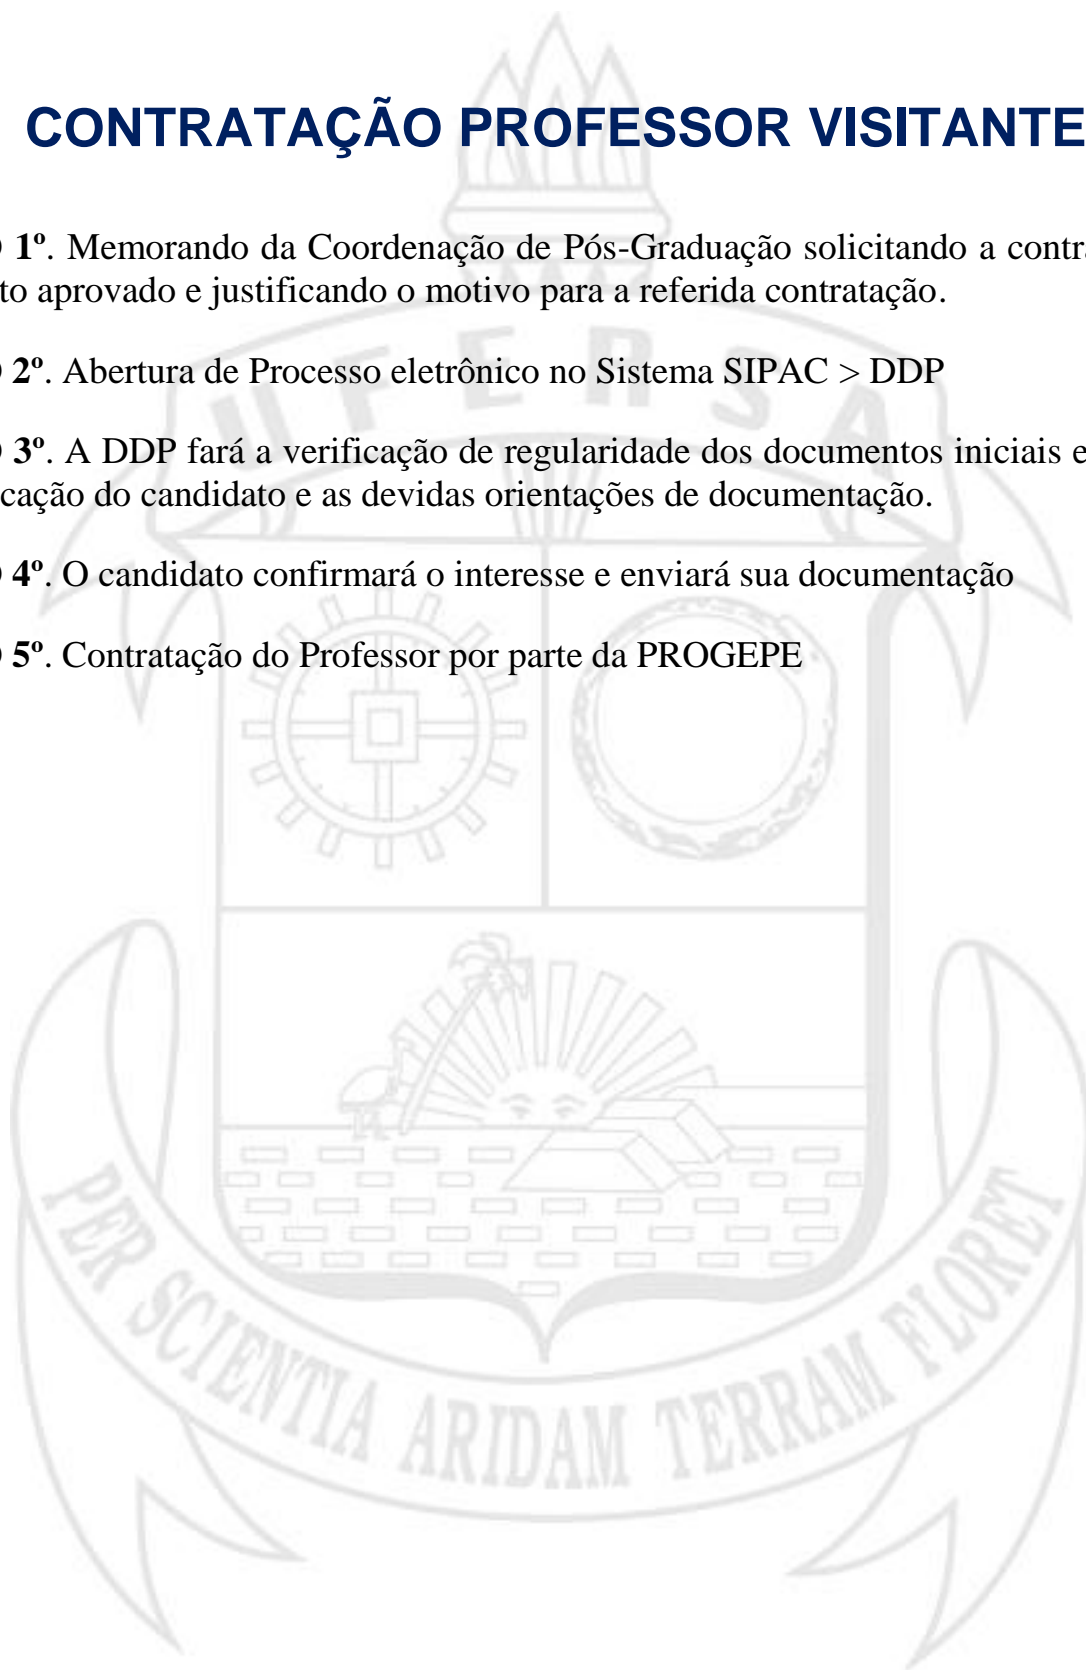 CONTRATAÇÃO PROFESSOR VISITANTE
1º. Memorando da Coordenação de Pós-Graduação solicitando a
aprovado e justificando o motivo para a referida contratação.
2º. Abertura de Processo eletrônico no Sistema SIPAC > DDP
3º. A DDP fará a verificação de regularidade dos documentos iniciais e
do candidato e as devidas orientações de documentação.
4º. O candidato confirmará o interesse e enviará sua documentação
5º. Contratação do Professor por parte da PROGEPE
UFERSA
PER SCIENTIA ARIDAM TERRAM FLORET